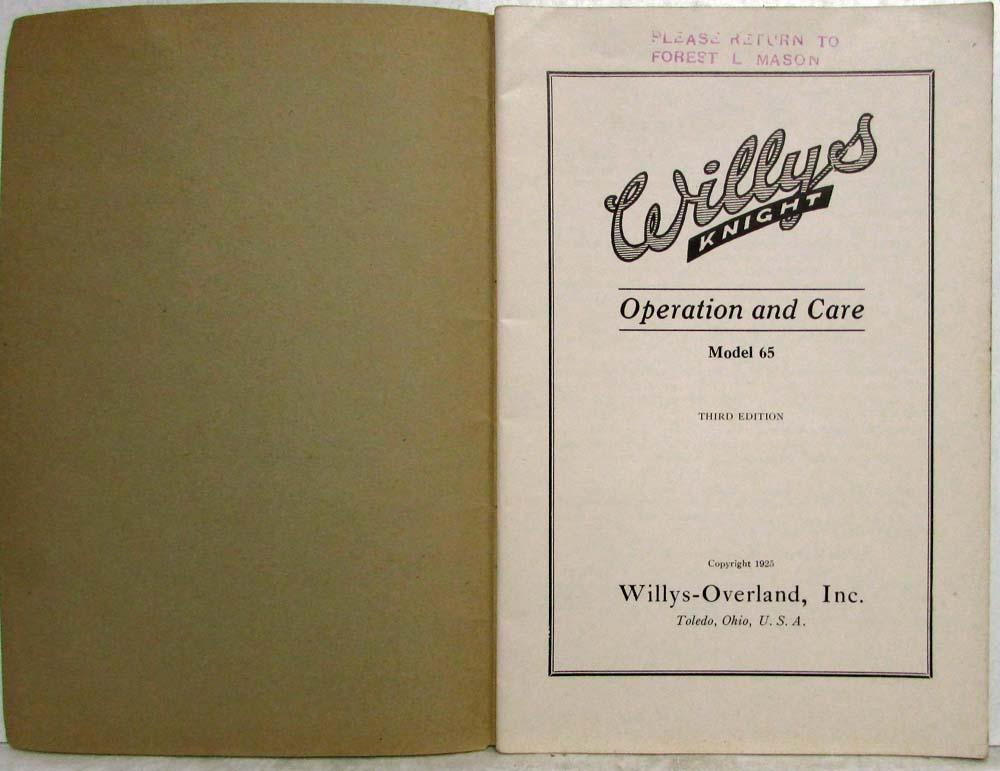 PLEASE RETURN TO
FOREST L MASON
Willys
KNIGHT
Operation and Care
Model 65
THIRD EDITION
Copyright 1925
Willys-Overland, Inc.
Toledo, Ohio, U. S. A.